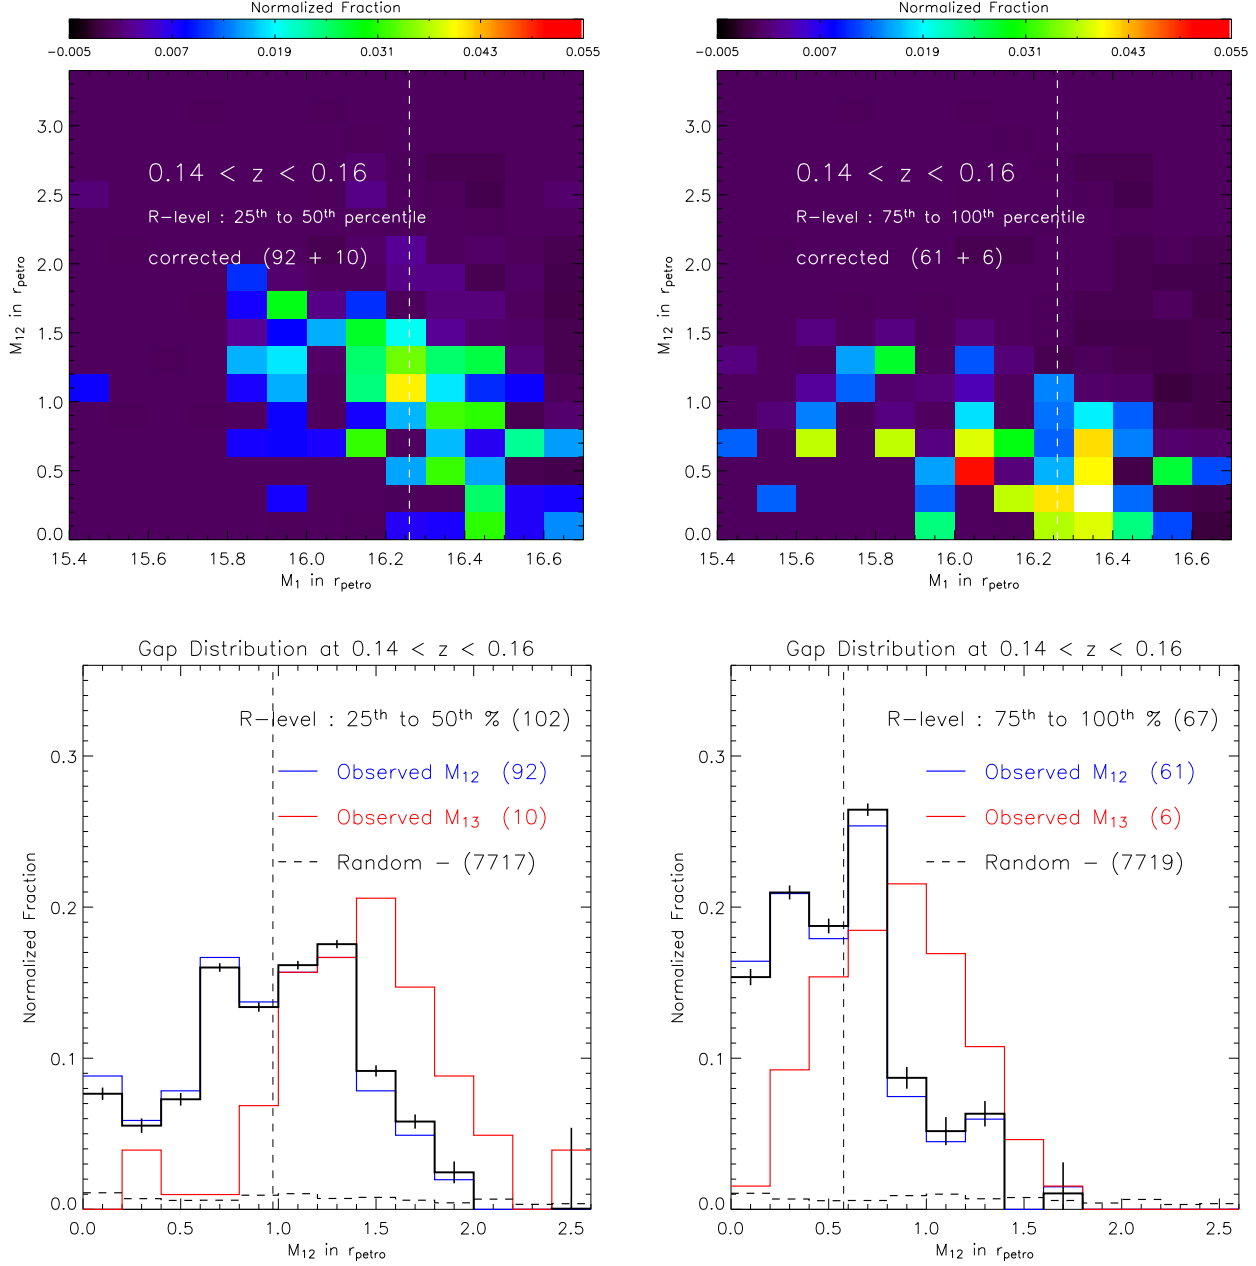 Normalized Fraction
-0.005 0.007 0.019 0.031 0.043 0.055
3.0
2.5
2.0
1.5
1.0
0.5
0.0
M12 in rpetro
0.14 < z < 0.16
R-level : 25th to 50th percentile
corrected (92 + 10)
15.4 15.6 15.8 16.0 16.2 16.4 16.6
M1 in rpetro
Normalized Fraction
-0.005 0.007 0.019 0.031 0.043 0.055
3.0
2.5
2.0
1.5
1.0
0.5
0.0
M12 in rpetro
0.14 < z < 0.16
R-level : 75th to 100th percentile
corrected (61 + 6)
15.4 15.6 15.8 16.0 16.2 16.4 16.6
M1 in rpetro
Gap Distribution at 0.14 < z < 0.16
R-level : 25th to 50th % (102)
Observed M12 (92)
Observed M13 (10)
Random - (7717)
0.3
0.2
0.1
0.0
Normalized Fraction
0.0 0.5 1.0 1.5 2.0 2.5
M12 in rpetro
Gap Distribution at 0.14 < z < 0.16
R-level : 75th to 100th % (67)
Observed M12 (61)
Observed M13 (6)
Random - (7719)
0.3
0.2
0.1
0.0
Normalized Fraction
0.0 0.5 1.0 1.5 2.0 2.5
M12 in rpetro